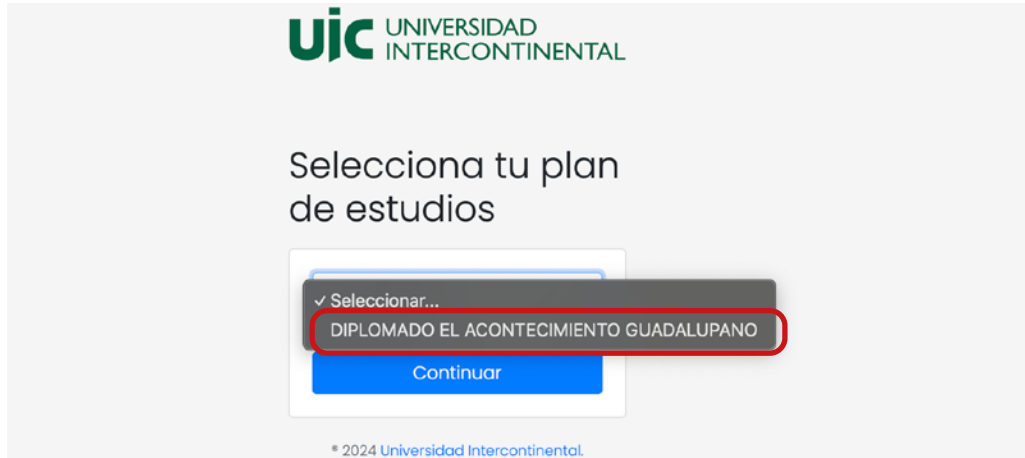 UIC UNIVERSIDAD
INTERCONTINENTAL
Selecciona tu plan
de estudios
✓ Seleccionar...
DIPLOMADO EL ACONTECIMIENTO GUADALUPANO
Continuar
® 2024 Universidad Intercontinental.